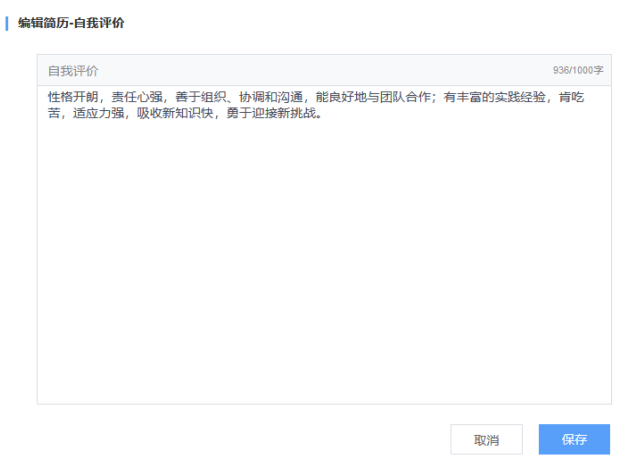 编辑简历-自我评价
自我评价
936/1000字
性格开朗，责任心强，善于组织、协调和沟通，能良好地与团队合作；有丰富的实践经验，肯吃
苦，适应力强，吸收新知识快，勇于迎接新挑战。
取消
保存